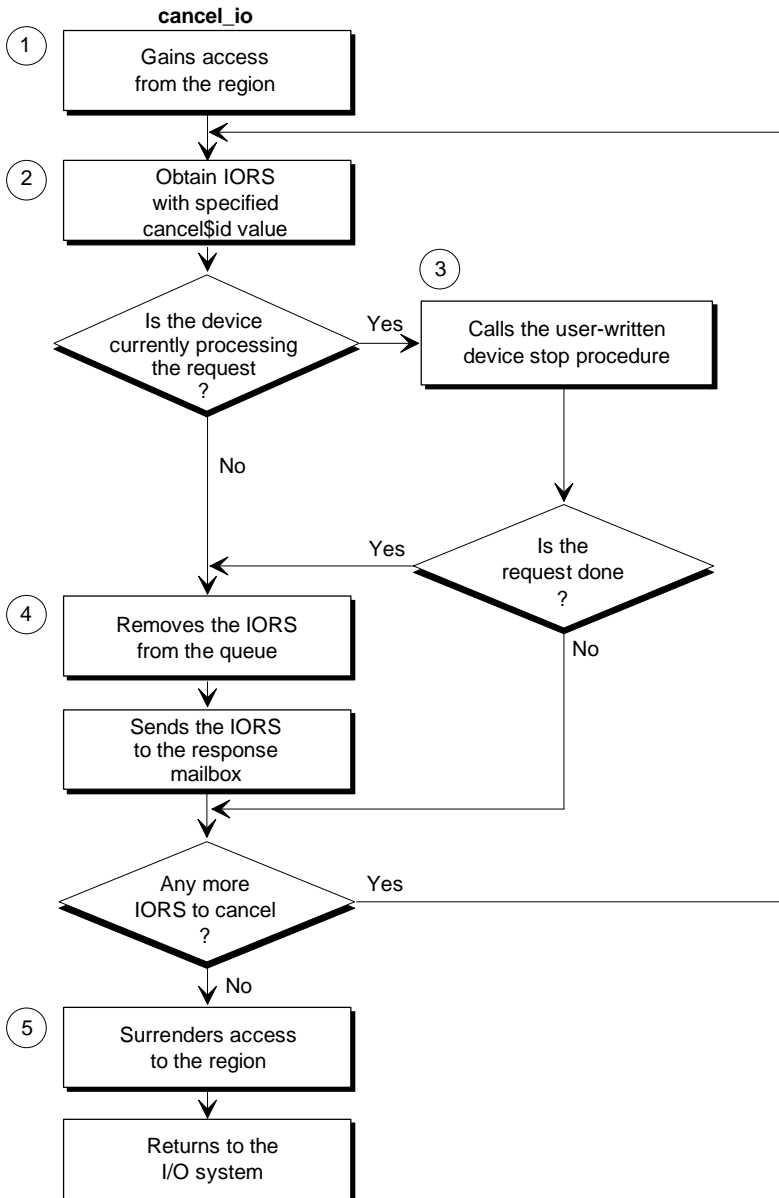 cancel_io
1
Gains access
from the region
2
Obtain IORS
with specified
cancel$id value
3
Is the device
currently processing
the request
?
Yes
Calls the user-written
device stop procedure
No
Yes
Is the
request done
?
No
4
Removes the IORS
from the queue
Sends the IORS
to the response
mailbox
Any more
IORS to cancel
?
Yes
No
5
Surrenders access
to the region
Returns to the
I/O system